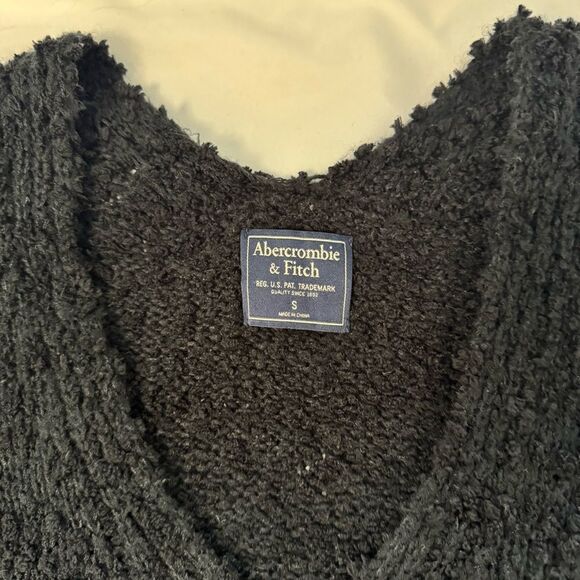 Abercrombie
& Fitch
REG. U.S. PAT. TRADEMARK
QUALITY SINCE 1892
S
MADE IN CHINA